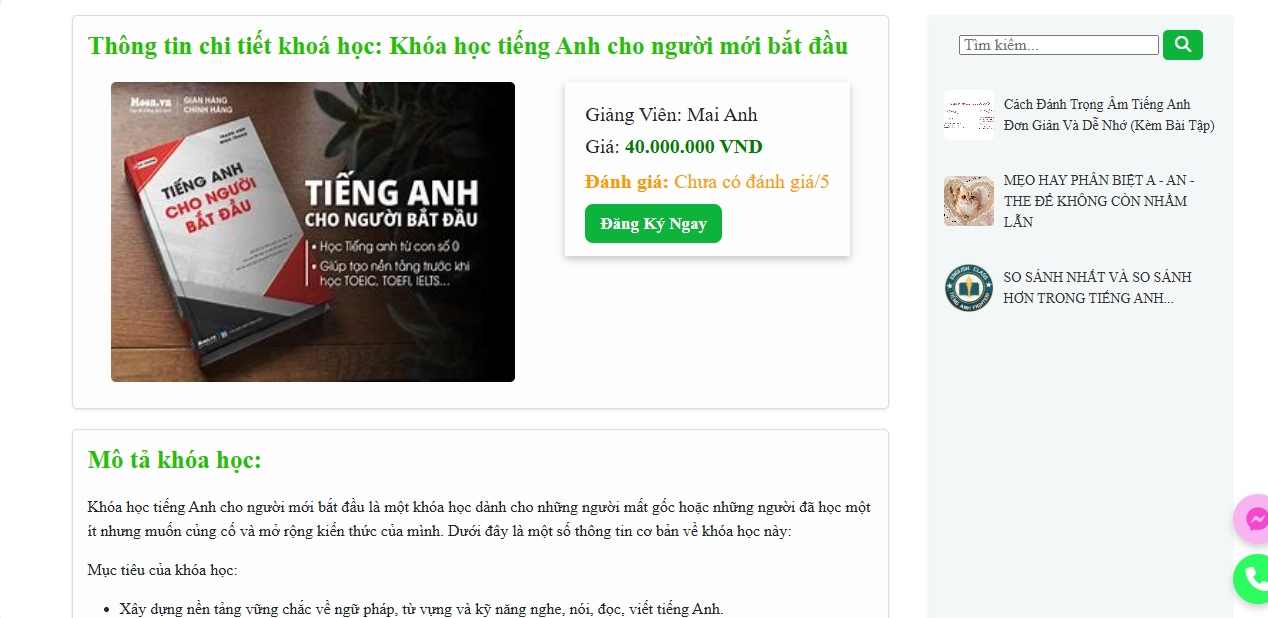 Thông tin chi tiết khoá học: Khóa học tiếng Anh cho người mới bắt đầu
Moon.vn
GIAN HÀNG
CHÍNH HÃNG
TRANG ANH
MINH TRANG
TIẾNG ANH
CHO NGƯỜI
BẮT ĐẦU
TIẾNG ANH
CHO NGƯỜI BẮT ĐẦU
• Học Tiếng anh từ con số 0
• Giúp tạo nền tảng trước khi
học TOEIC, TOEFL IELTS...
Moon.vn
Giảng Viên: Mai Anh
Giá: 40.000.000 VND
Đánh giá: Chưa có đánh giá/5
Đăng Ký Ngay
Mô tả khóa học:
Khóa học tiếng Anh cho người mới bắt đầu là một khóa học dành cho những người mất gốc hoặc những người đã học một
ít nhưng muốn củng cố và mở rộng kiến thức của mình. Dưới đây là một số thông tin cơ bản về khóa học này:
Mục tiêu của khóa học:
• Xây dựng nền tảng vững chắc về ngữ pháp, từ vựng và kỹ năng nghe, nói, đọc, viết tiếng Anh.
Tìm kiếm...
Cách Đánh Trọng Âm Tiếng Anh
Đơn Giản Và Dễ Nhớ (Kèm Bài Tập)
MẸO HAY PHÂN BIỆT A - AN -
THE ĐỂ KHÔNG CÒN NHẦM
LẪN
ENGLISH CLASS
SO SÁNH NHẤT VÀ SO SÁNH
HƠN TRONG TIẾNG ANH...